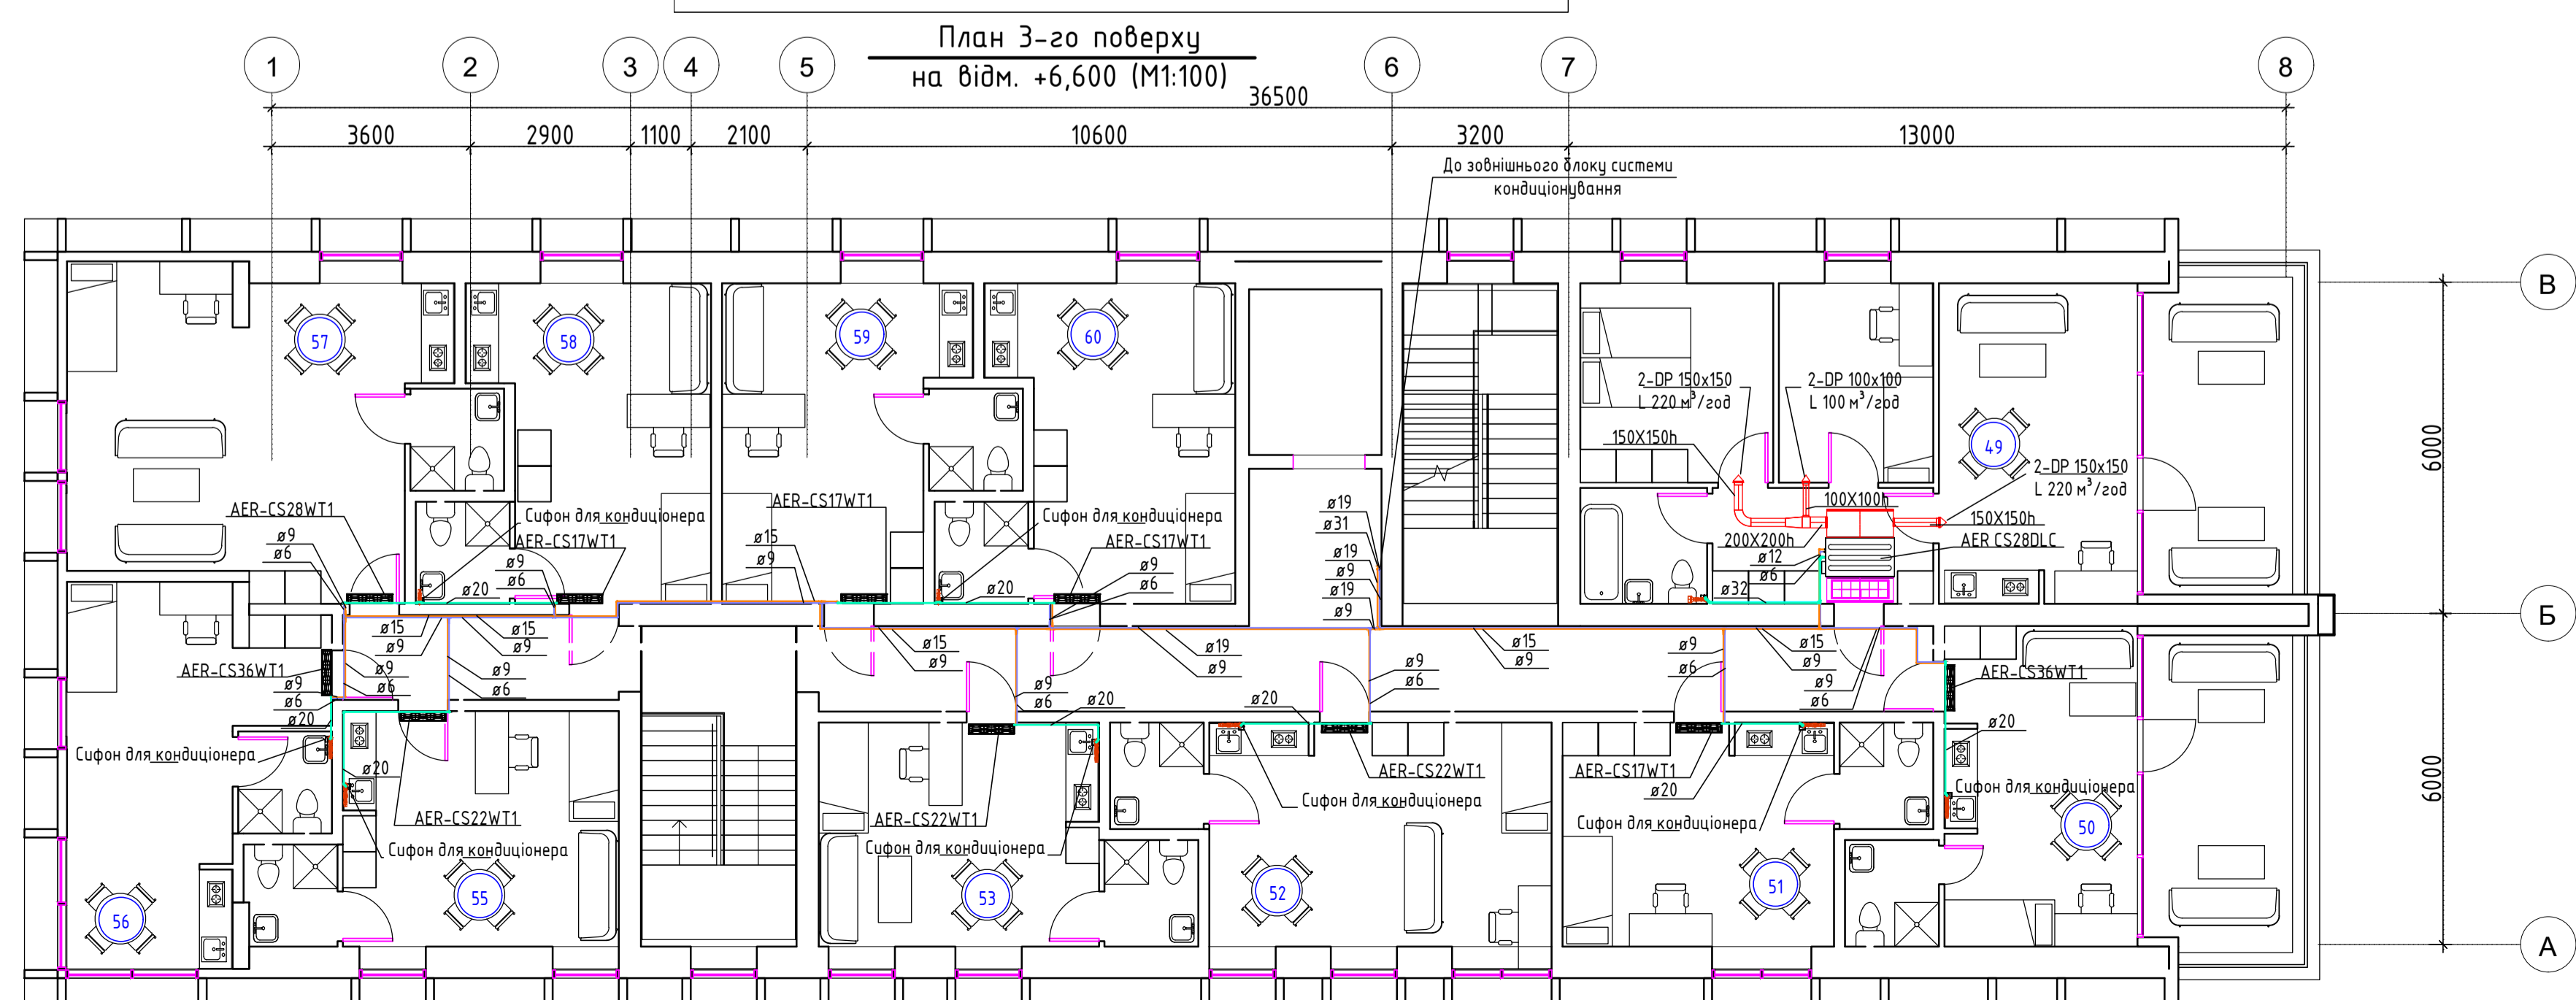 План 3-го поверху
на відм. +6,600 (М1:100)
1
2
3
4
5
6
7
8
36500
3600
2900
1100
2100
10600
3200
13000
До зовнішнього блоку системи
кондиціонування
В
Б
А
6000
6000
57
58
59
60
49
2-DP 150x150
L 220 м³/год
2-DP 100x100
L 100 м³/год
150X150h
2-DP 150x150
L 220 м³/год
100X100h
150X150h
200X200h
AER CS28DLC
ø12
ø6
ø32
AER-CS28WT1
ø9
ø6
Сифон для кондиціонера
AER-CS17WT1
ø9
ø6
ø20
AER-CS17WT1
ø15
ø9
Сифон для кондиціонера
AER-CS17WT1
ø9
ø6
ø20
ø19
ø31
ø19
ø9
ø19
ø9
ø15
ø9
ø15
ø9
ø15
ø9
ø19
ø9
ø15
ø9
ø15
ø9
AER-CS36WT1
ø9
ø6
ø20
ø9
ø6
ø9
ø6
ø9
ø6
ø20
ø9
ø6
ø20
ø9
ø6
ø9
ø6
AER-CS36WT1
ø20
Сифон для кондиціонера
ø20
AER-CS22WT1
Сифон для кондиціонера
AER-CS22WT1
Сифон для кондиціонера
AER-CS22WT1
Сифон для кондиціонера
AER-CS17WT1
ø20
Сифон для кондиціонера
Сифон для кондиціонера
56
55
53
52
51
50